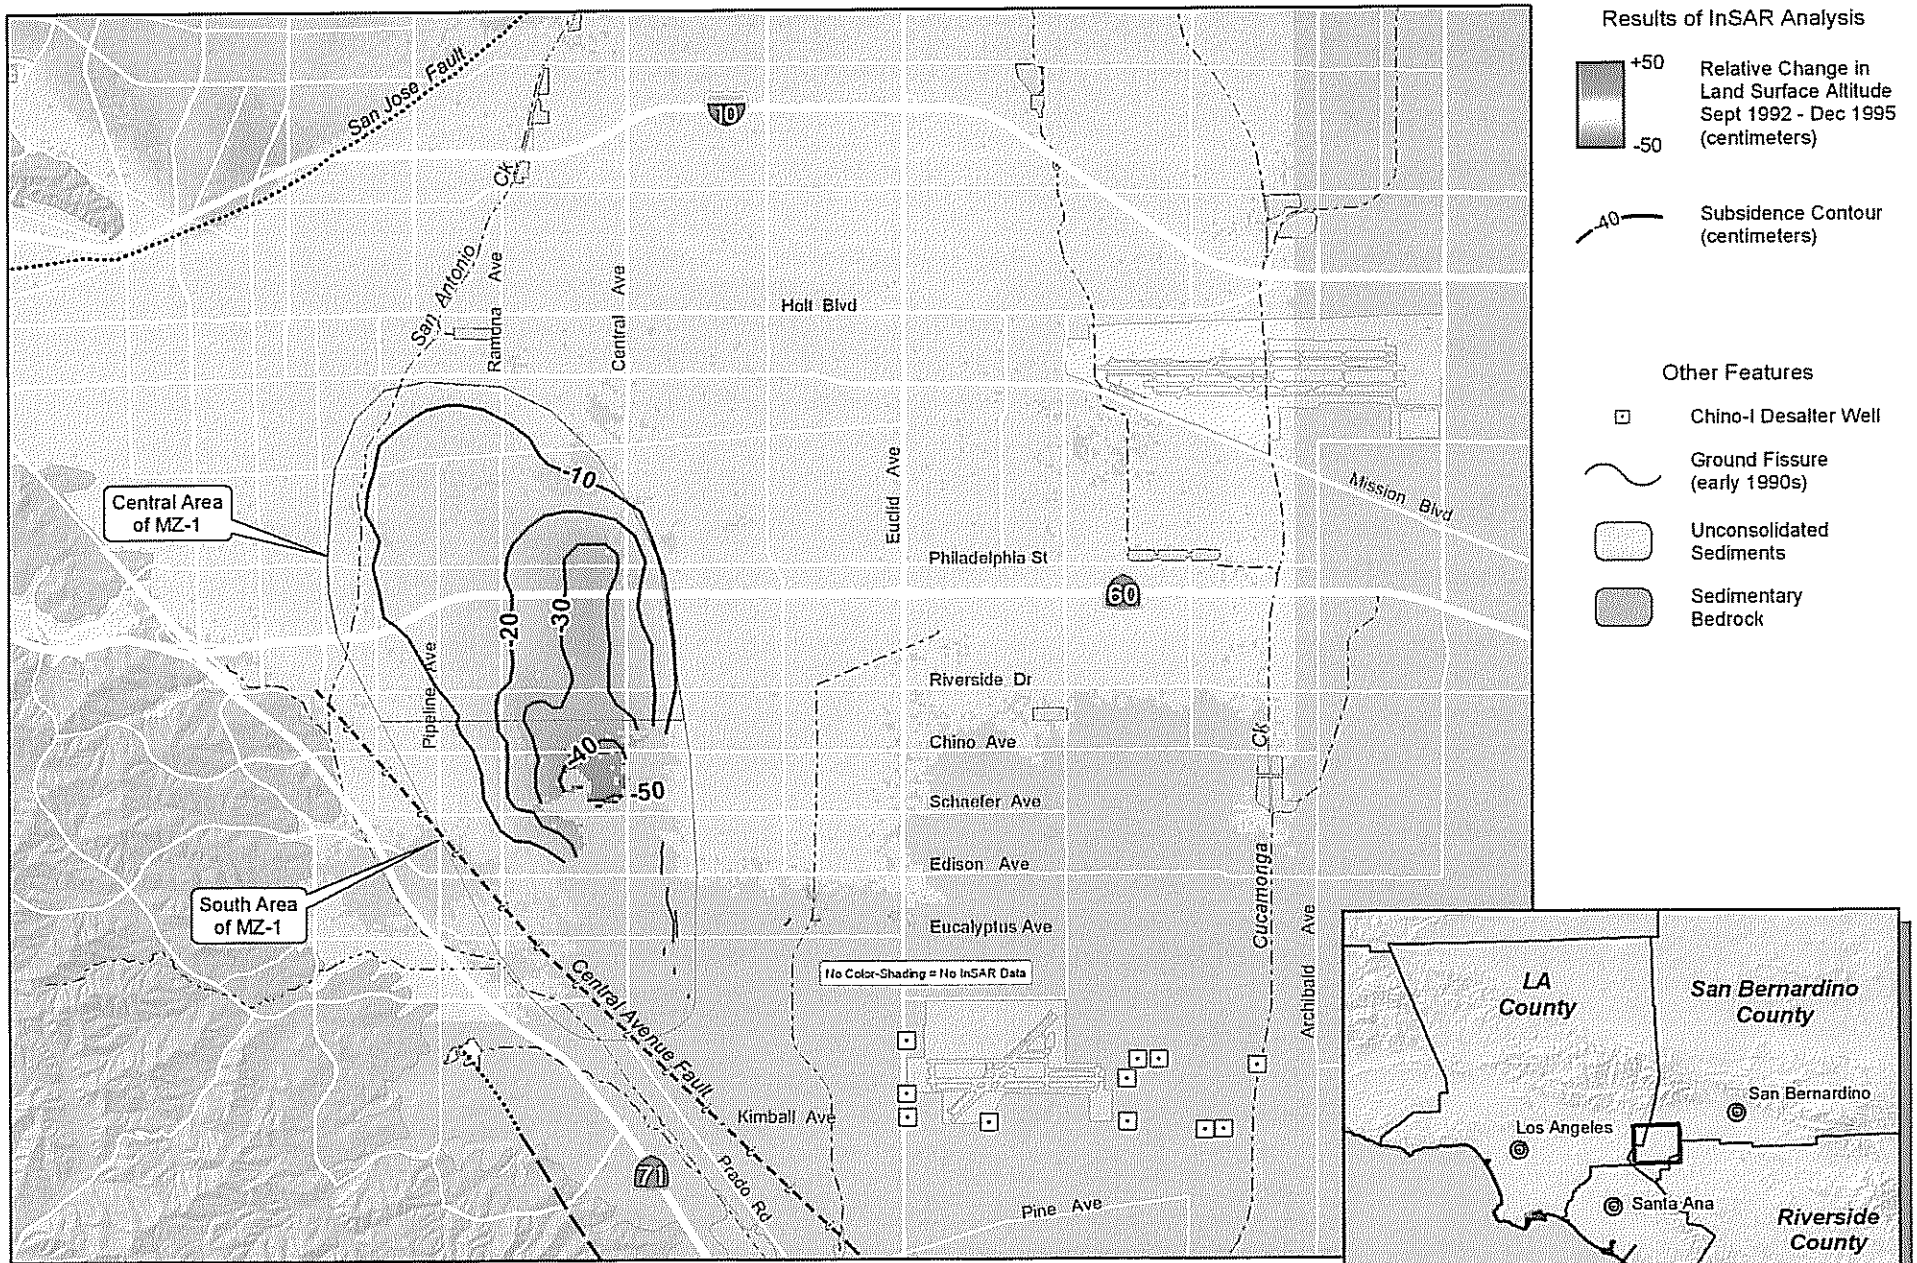 Results of InSAR Analysis
+50
-50
Relative Change in
Land Surface Altitude
Sept 1992 - Dec 1995
(centimeters)
-40
Subsidence Contour
(centimeters)
Other Features
Chino-I Desalter Well
Ground Fissure
(early 1990s)
Unconsolidated
Sediments
Sedimentary
Bedrock
San Jose Fault
10
San Antonio Ck
Ramona Ave
Central Ave
Holt Blvd
Euclid Ave
Mission Blvd
-10
Central Area
of MZ-1
Philadelphia St
60
-20
-30
Pipeline Ave
Riverside Dr
Chino Ave
-40
-50
Schaefer Ave
Edison Ave
South Area
of MZ-1
Eucalyptus Ave
Cucamonga Ck
Archibald Ave
No Color-Shading = No InSAR Data
Central Avenue Fault
Kimball Ave
71
Prado Rd
Pine Ave
LA
County
San Bernardino
County
San Bernardino
Los Angeles
Santa Ana
Riverside
County